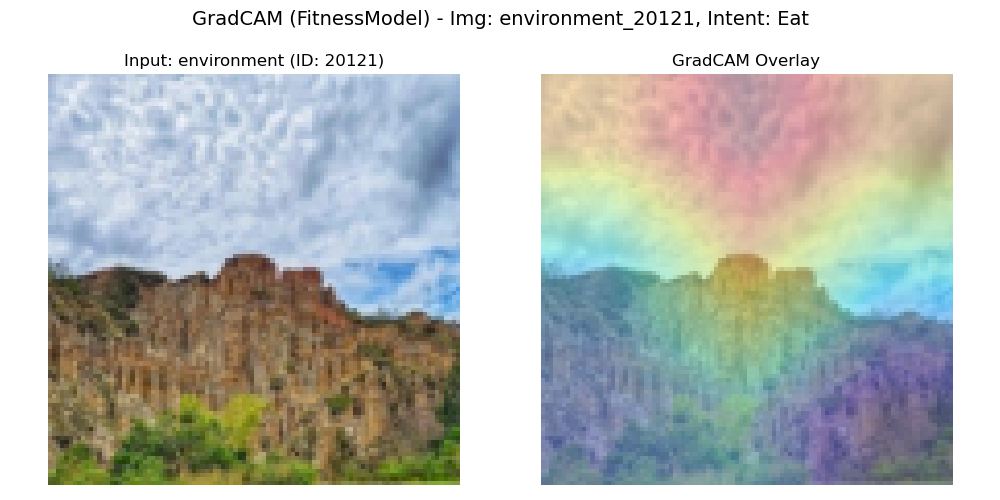 GradCAM (FitnessModel) - Img: environment_20121, Intent: Eat
Input: environment (ID: 20121)
GradCAM Overlay